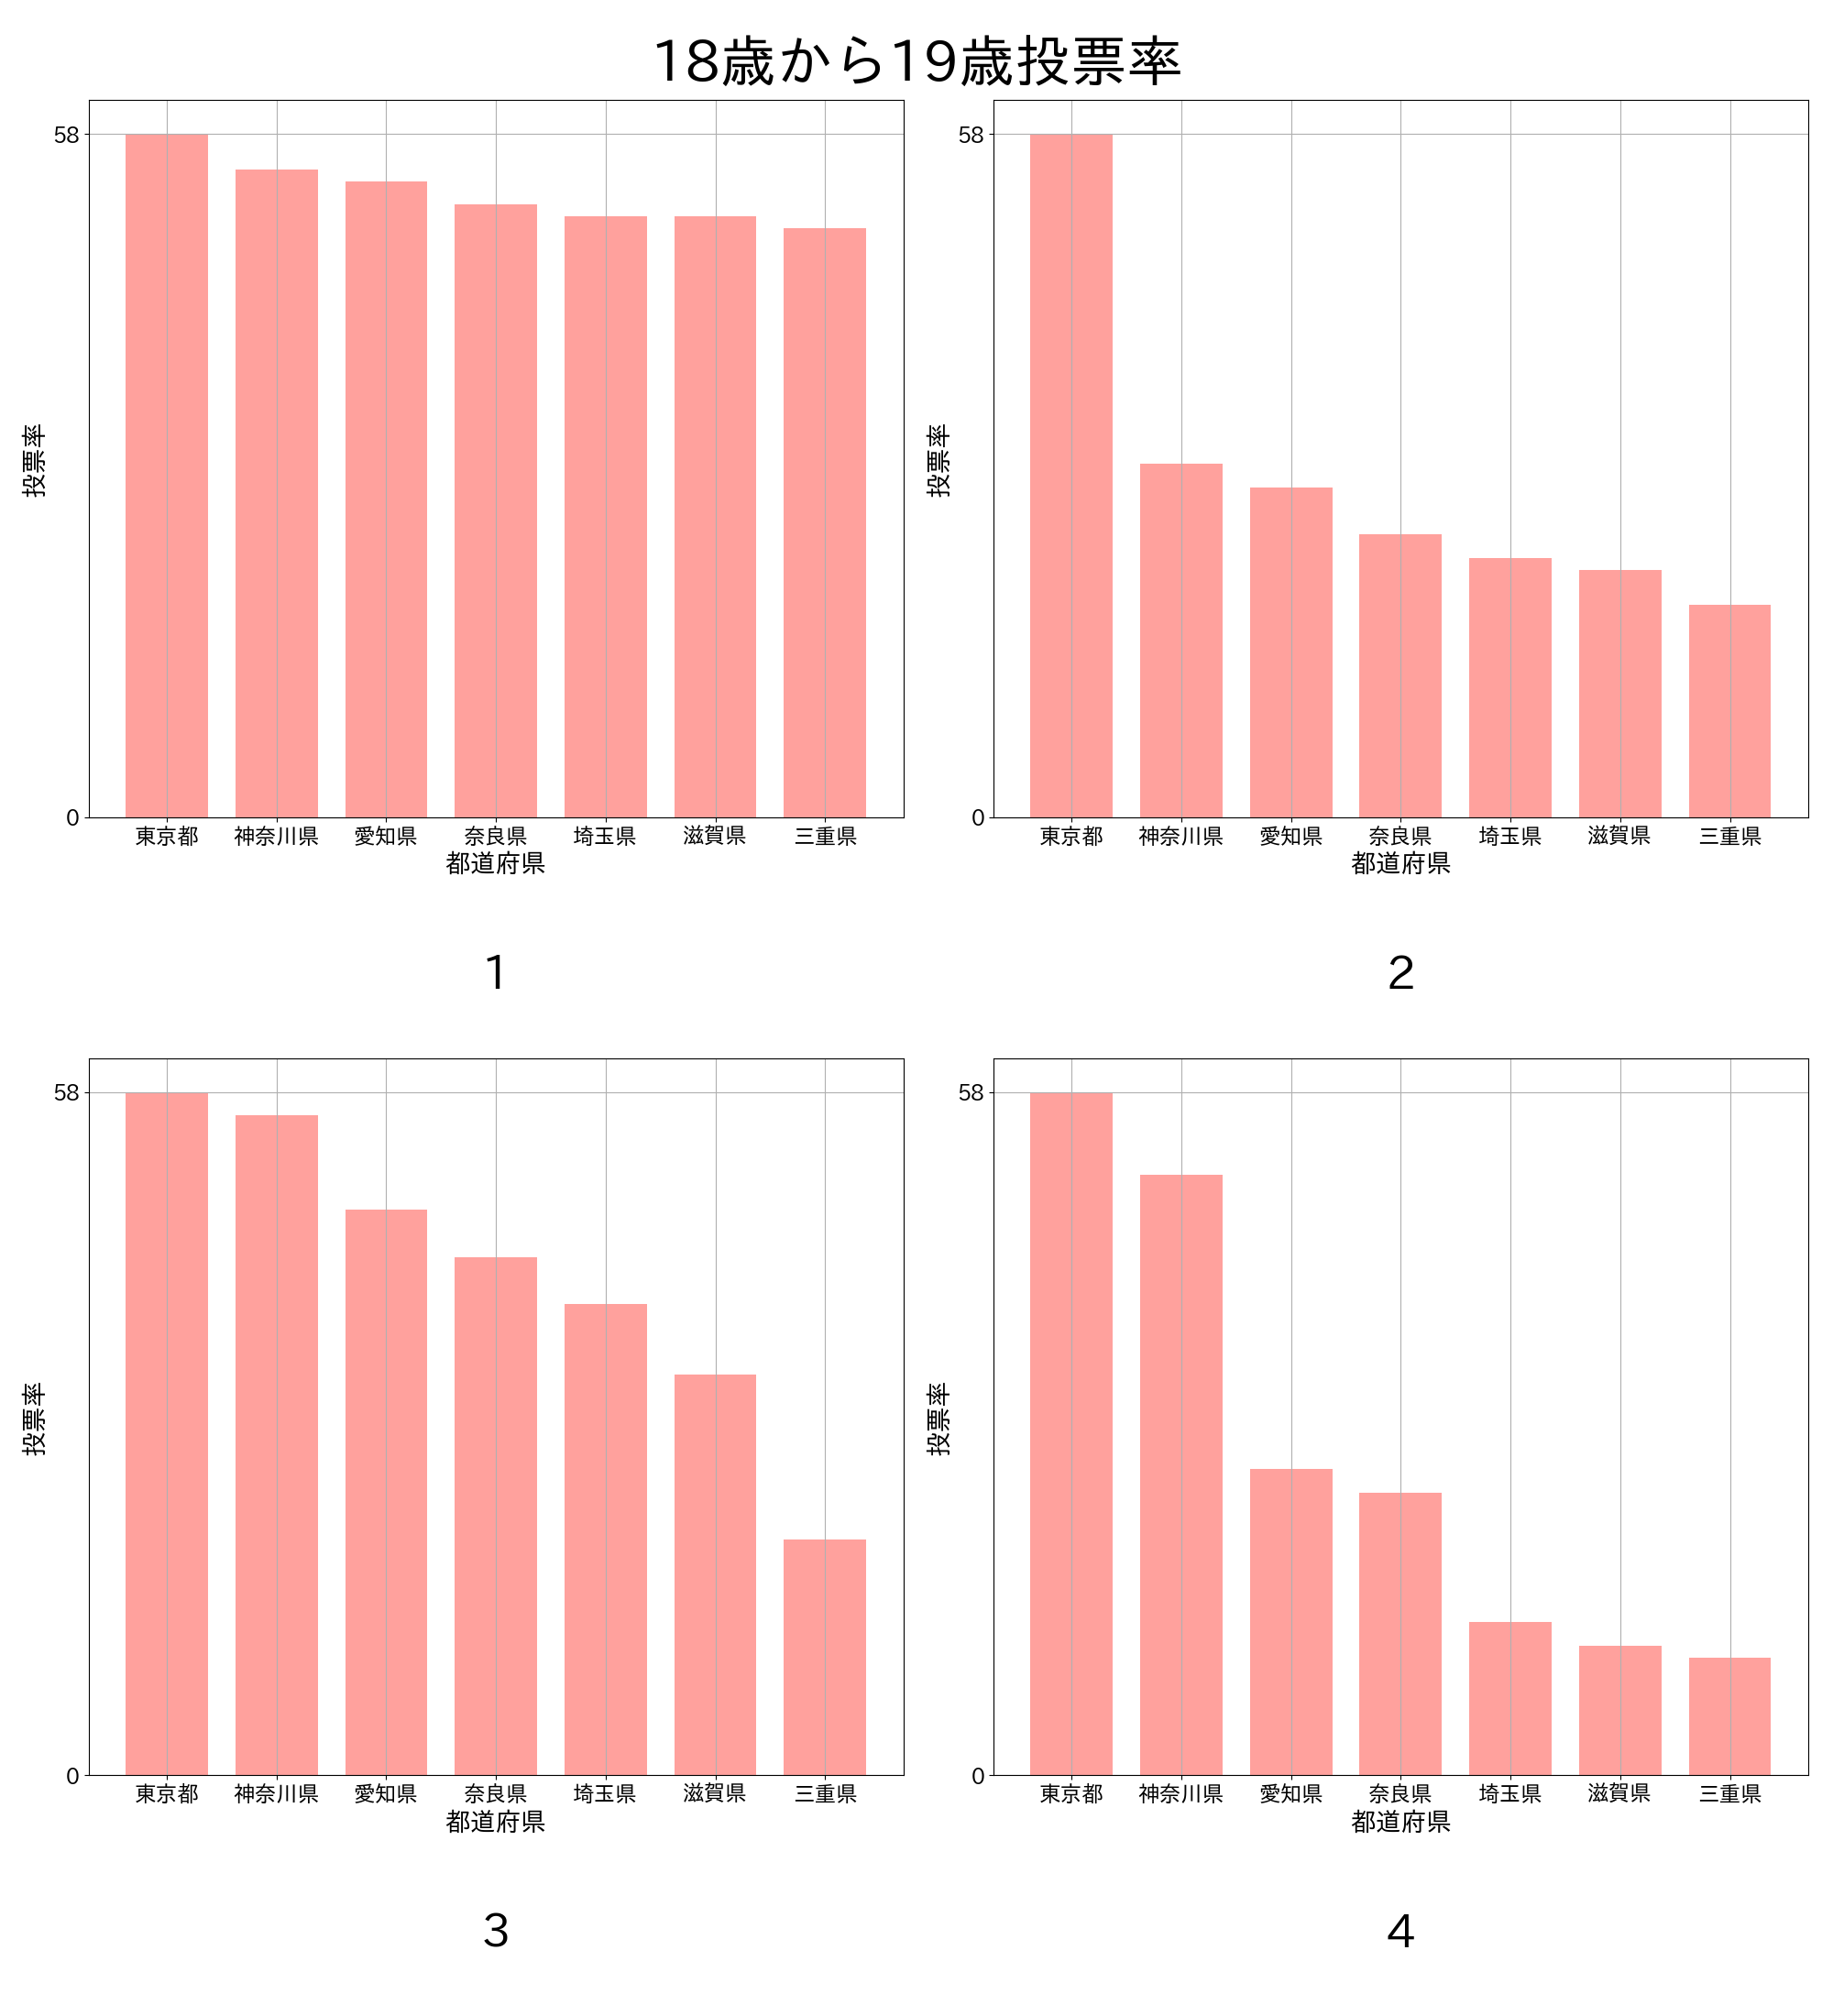 18歳から19歳投票率
58
0
投票率
東京都 神奈川県 愛知県 奈良県 埼玉県 滋賀県 三重県
都道府県
1
58
0
投票率
東京都 神奈川県 愛知県 奈良県 埼玉県 滋賀県 三重県
都道府県
2
58
0
投票率
東京都 神奈川県 愛知県 奈良県 埼玉県 滋賀県 三重県
都道府県
3
58
0
投票率
東京都 神奈川県 愛知県 奈良県 埼玉県 滋賀県 三重県
都道府県
4